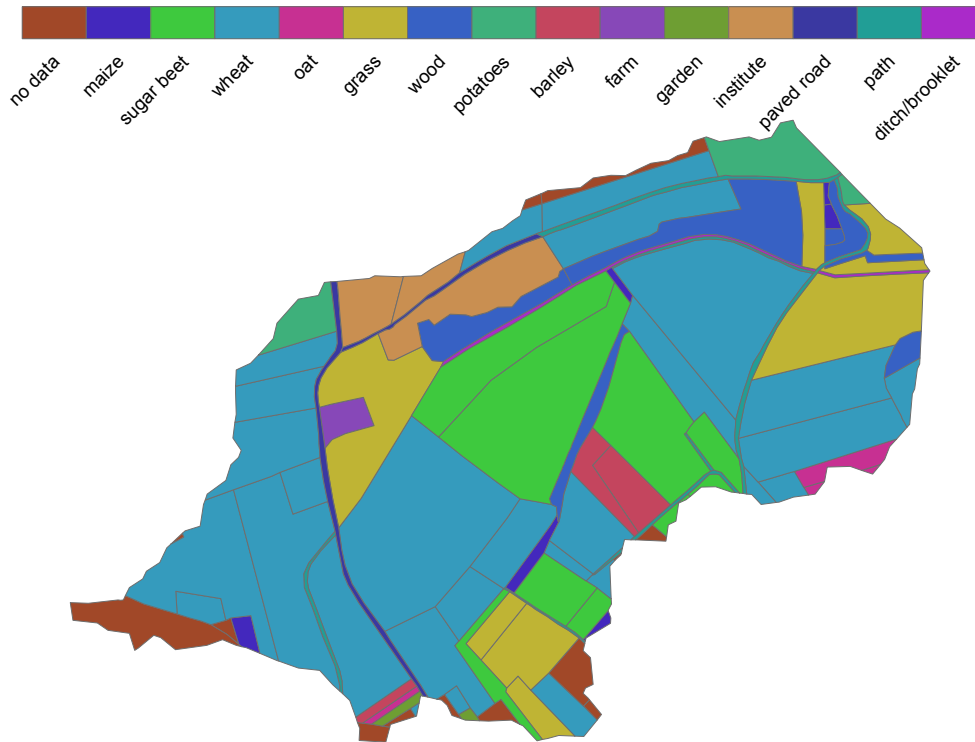 no data
maize
sugar beet
wheat
oat
grass
wood
potatoes
barley
farm
garden
institute
paved road
path
ditch/brooklet